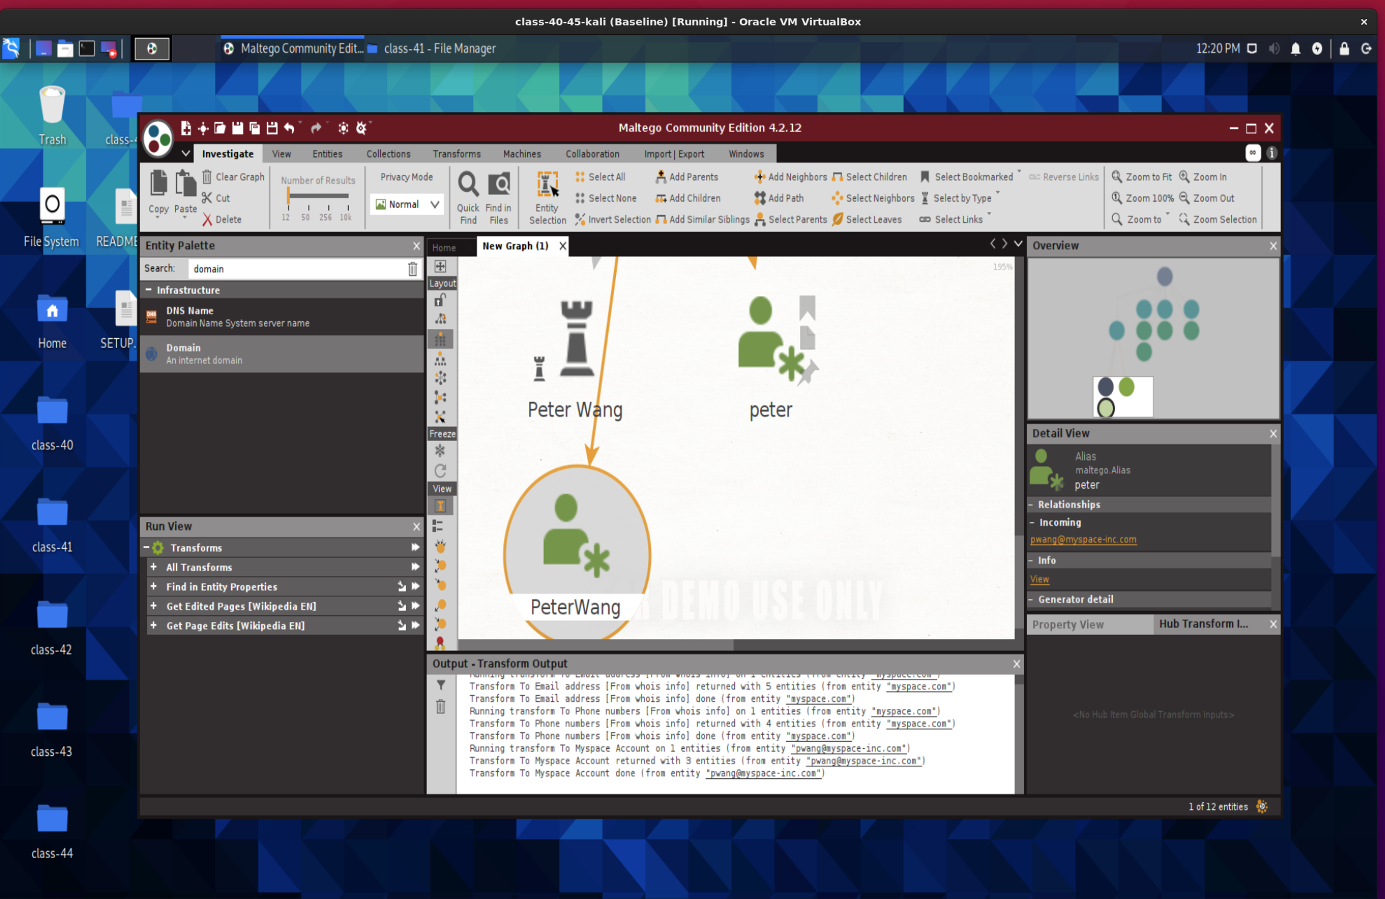 class-40-45-kali (Baseline) [Running] - Oracle VM VirtualBox
Maltego Community Edit...
class-41 - File Manager
12:20 PM
Trash
File System
README
Home
SETUP.
class-40
class-41
class-42
class-43
class-44
Maltego Community Edition 4.2.12
Investigate View Entities Collections Transforms Machines Collaboration Import | Export Windows
Copy Paste
Clear Graph
Cut
Delete
Number of Results
12 50 256 10k
Privacy Mode
Normal
Quick Find
Find in Files
Entity Selection
Select All
Select None
Invert Selection
Add Parents
Add Children
Add Similar Siblings
Add Neighbors
Add Path
Select Parents
Select Children
Select Neighbors
Select Leaves
Select Bookmarked
Select by Type
Select Links
Reverse Links
Zoom to Fit
Zoom 100%
Zoom to
Zoom In
Zoom Out
Zoom Selection
Entity Palette
Search: domain
Infrastructure
DNS Name
Domain Name System server name
Domain
An internet domain
Run View
Transforms
All Transforms
Find in Entity Properties
Get Edited Pages [Wikipedia EN]
Get Page Edits [Wikipedia EN]
Home
New Graph (1)
Layout
Freeze
View
195%
Peter Wang
peter
PeterWang
DEMO USE ONLY
Output - Transform Output
Running transform To Email address [From whois info] on 1 entities (from entity "myspace.com")
Transform To Email address [From whois info] returned with 5 entities (from entity "myspace.com")
Transform To Email address [From whois info] done (from entity "myspace.com")
Running transform To Phone numbers [From whois info] on 1 entities (from entity "myspace.com")
Transform To Phone numbers [From whois info] returned with 4 entities (from entity "myspace.com")
Transform To Phone numbers [From whois info] done (from entity "myspace.com")
Running transform To Myspace Account on 1 entities (from entity "pwang@myspace-inc.com")
Transform To Myspace Account returned with 3 entities (from entity "pwang@myspace-inc.com")
Transform To Myspace Account done (from entity "pwang@myspace-inc.com")
Overview
Detail View
Alias
maltego.Alias
peter
Relationships
Incoming
pwang@myspace-inc.com
Info
View
Generator detail
Property View
Hub Transform I...
<No Hub Item Global Transform Inputs>
1 of 12 entities